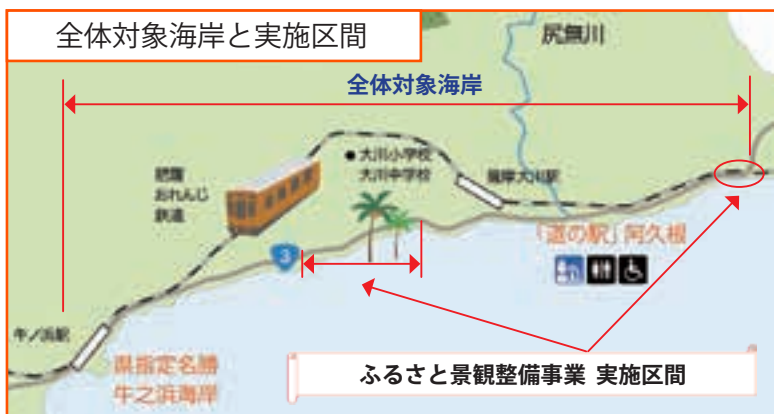 全体対象海岸と実施区間
尻無川
全体対象海岸
肥薩
おれんじ
鉄道
●大川小学校
大川中学校
薩摩大川駅
3
「道の駅」阿久根
牛ノ浜駅
県指定名勝
牛之浜海岸
ふるさと景観整備事業 実施区間